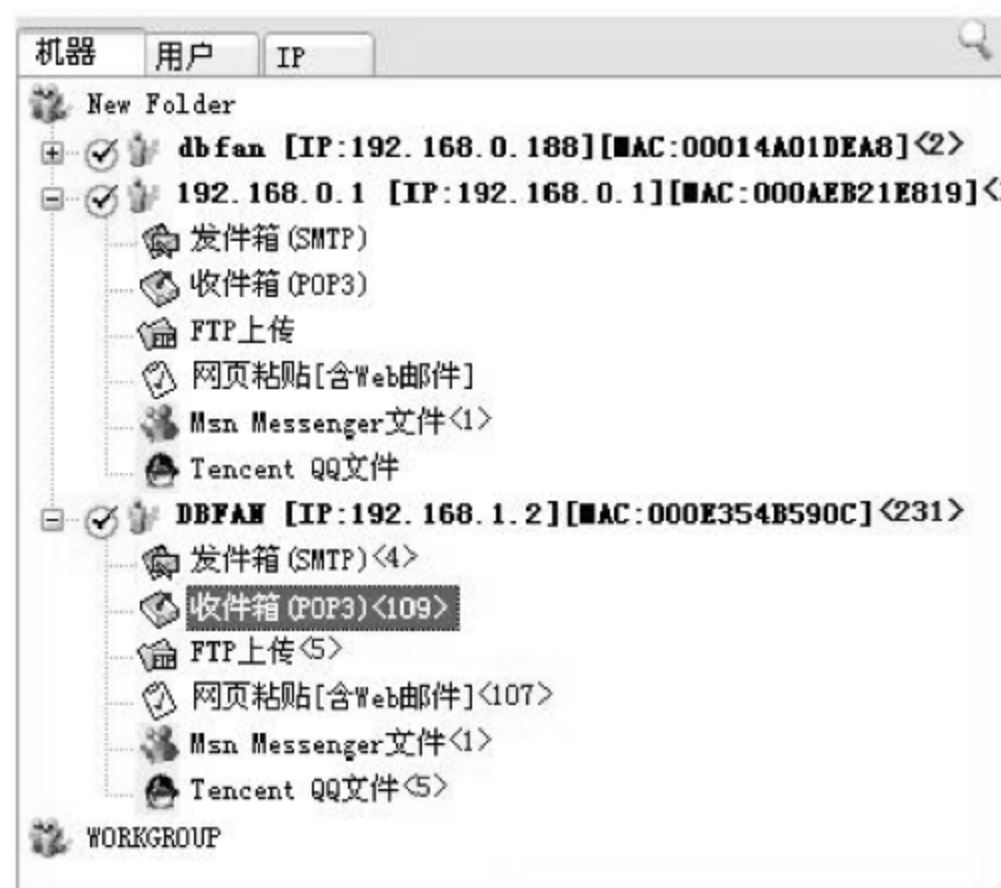 机器 用户 IP
New Folder
dbfan [IP:192.168.0.188][MAC:00014A01DEA8]<2>
192.168.0.1 [IP:192.168.0.1][MAC:000AEB21E819]<
发件箱(SMTP)
收件箱(POP3)
FTP上传
网页粘贴[含Web邮件]
Msn Messenger文件<1>
Tencent QQ文件
DBFAN [IP:192.168.1.2][MAC:000E354B590C]<231>
发件箱(SMTP)<4>
收件箱(POP3)<109>
FTP上传<5>
网页粘贴[含Web邮件]<107>
Msn Messenger文件<1>
Tencent QQ文件<5>
WORKGROUP